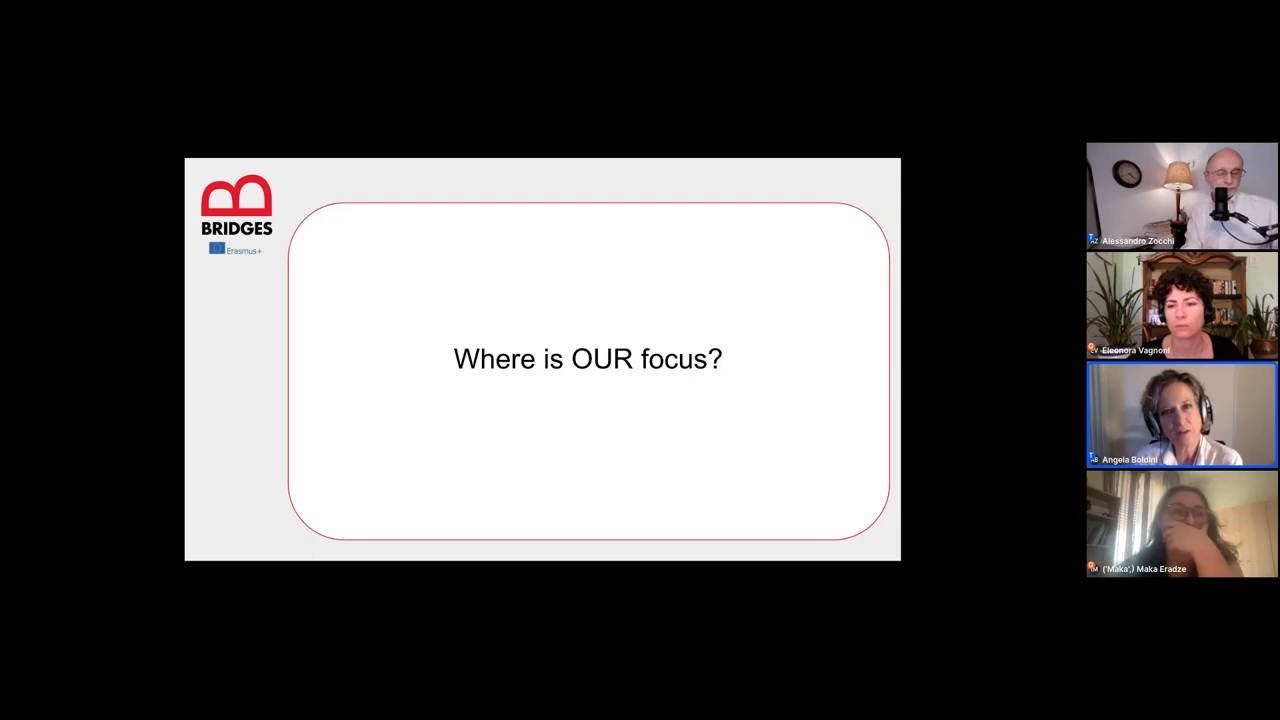 BRIDGES
Erasmus+
Where is OUR focus?
Alessandro Zocchi
Eleonora Vagnoni
Angela Boldini
('Maka',) Maka Eradze